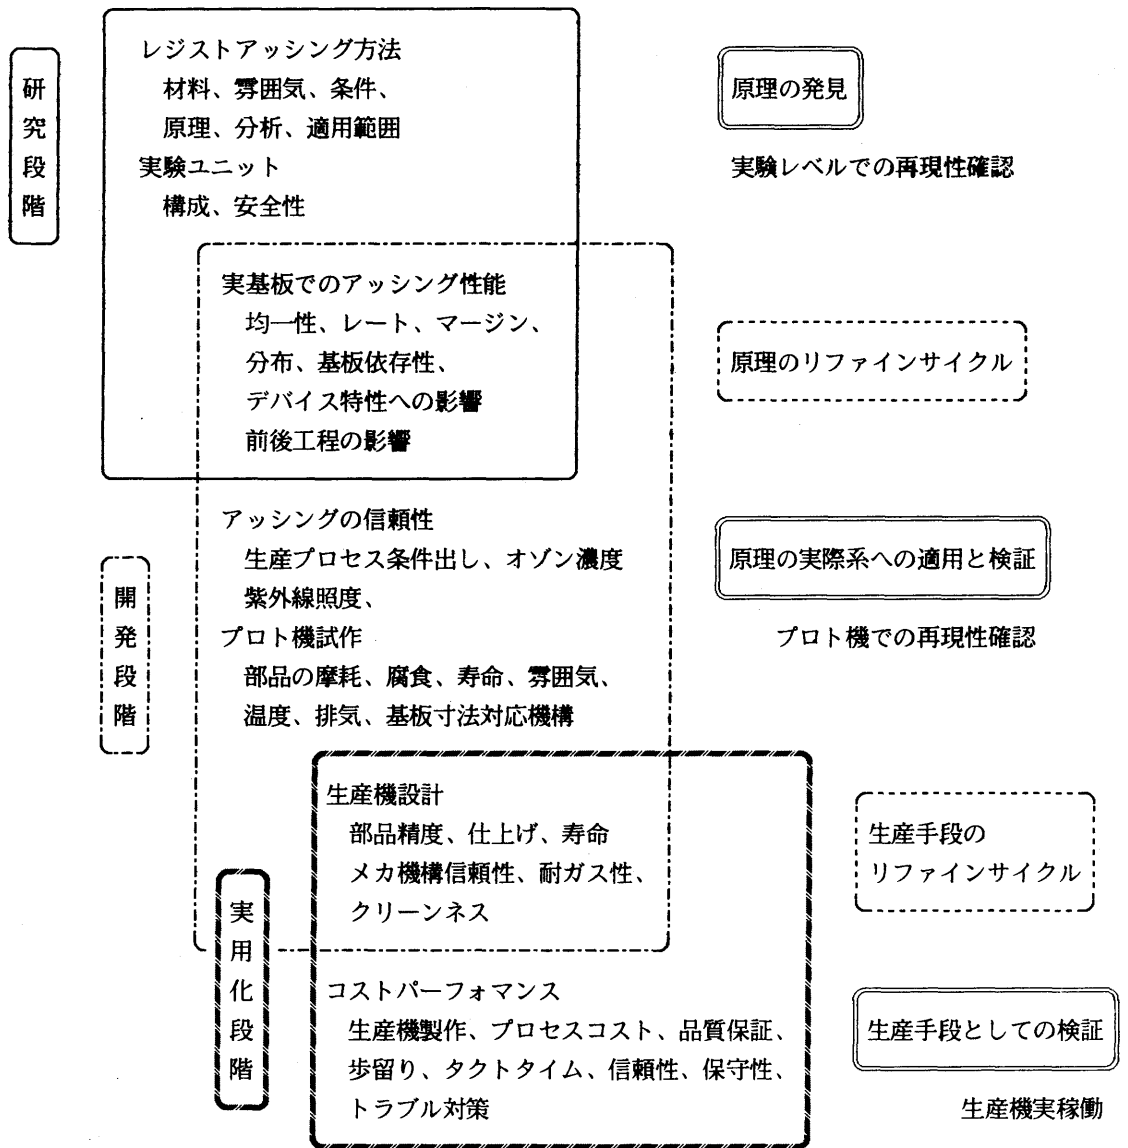 研究段階
レジストアッシング方法
材料、雰囲気、条件、
原理、分析、適用範囲
実験ユニット
構成、安全性
原理の発見
実験レベルでの再現性確認
実基板でのアッシング性能
均一性、レート、マージン、
分布、基板依存性、
デバイス特性への影響
前後工程の影響
原理のリファインサイクル
開発段階
アッシングの信頼性
生産プロセス条件出し、オゾン濃度
紫外線照度、
プロト機試作
部品の摩耗、腐食、寿命、雰囲気、
温度、排気、基板寸法対応機構
原理の実際系への適用と検証
プロト機での再現性確認
実用化段階
生産機設計
部品精度、仕上げ、寿命
メカ機構信頼性、耐ガス性、
クリーンネス
生産手段の
リファインサイクル
コストパーフォマンス
生産機製作、プロセスコスト、品質保証、
歩留り、タクトタイム、信頼性、保守性、
トラブル対策
生産手段としての検証
生産機実稼働